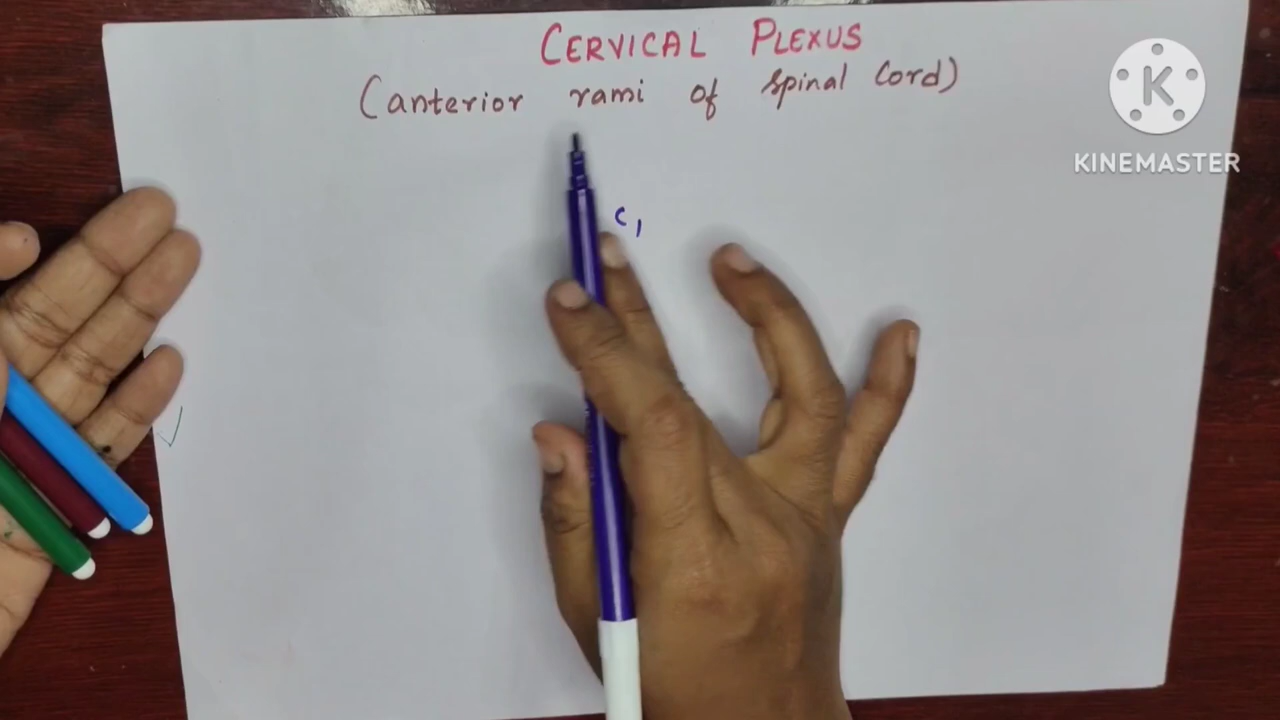 CERVICAL PLEXUS
(anterior rami of spinal Cord)
C1
K
KINEMASTER